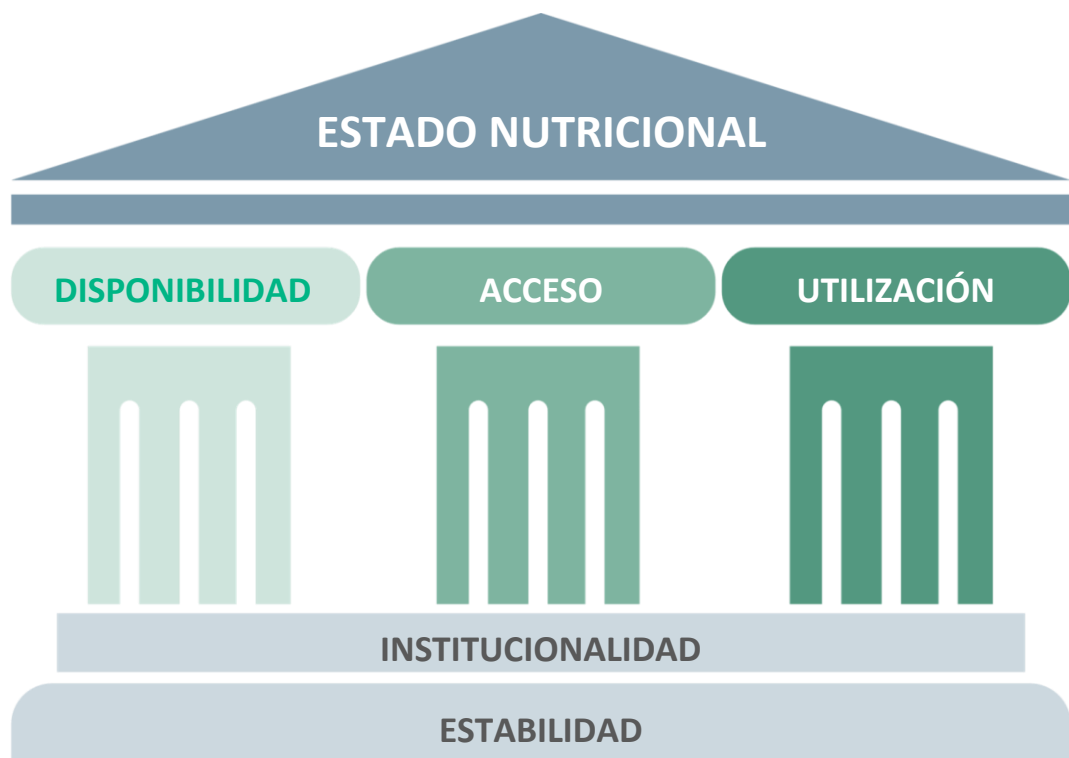 ESTADO NUTRICIONAL
DISPONIBILIDAD
ACCESO
UTILIZACIÓN
INSTITUCIONALIDAD
ESTABILIDAD